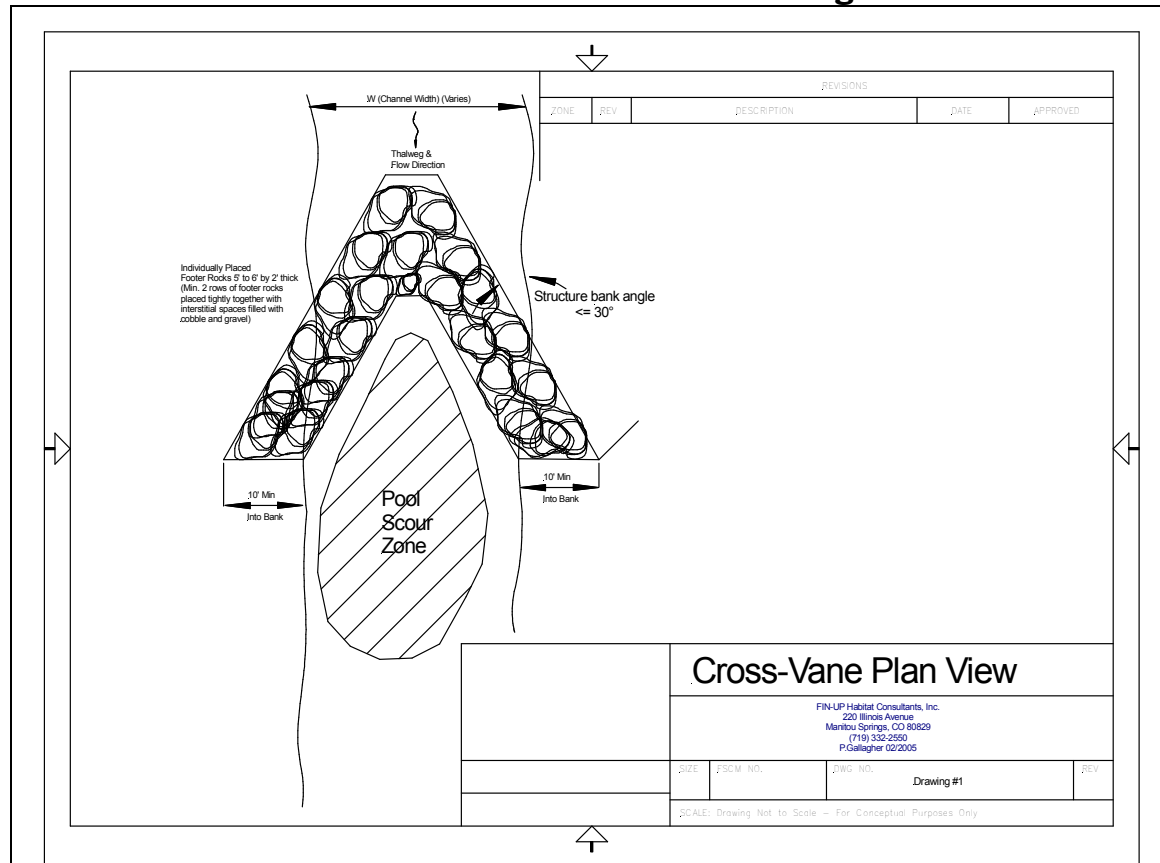 W (Channel Width) (Varies)
REVISIONS
ZONE REV DESCRIPTION DATE APPROVED
Thalweg &
Flow Direction
Individually Placed
Footer Rocks 5' to 6' by 2' thick
(Min. 2 rows of footer rocks
placed tightly together with
interstitial spaces filled with
cobble and gravel)
Structure bank angle
<= 30°
10' Min
Into Bank
10' Min
Into Bank
Pool
Scour
Zone
Cross-Vane Plan View
FIN-UP Habitat Consultants, Inc.
220 Illinois Avenue
Manitou Springs, CO 80829
(719) 332-2550
P.Gallagher 02/2005
SIZE FSCM NO. DWG NO. REV
Drawing #1
SCALE: Drawing Not to Scale - For Conceptual Purposes Only